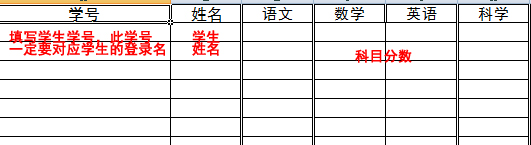 学号 姓名 语文 数学 英语 科学
填写学生学号，此学号 学生
一定要对应学生的登录名 姓名
科目分数